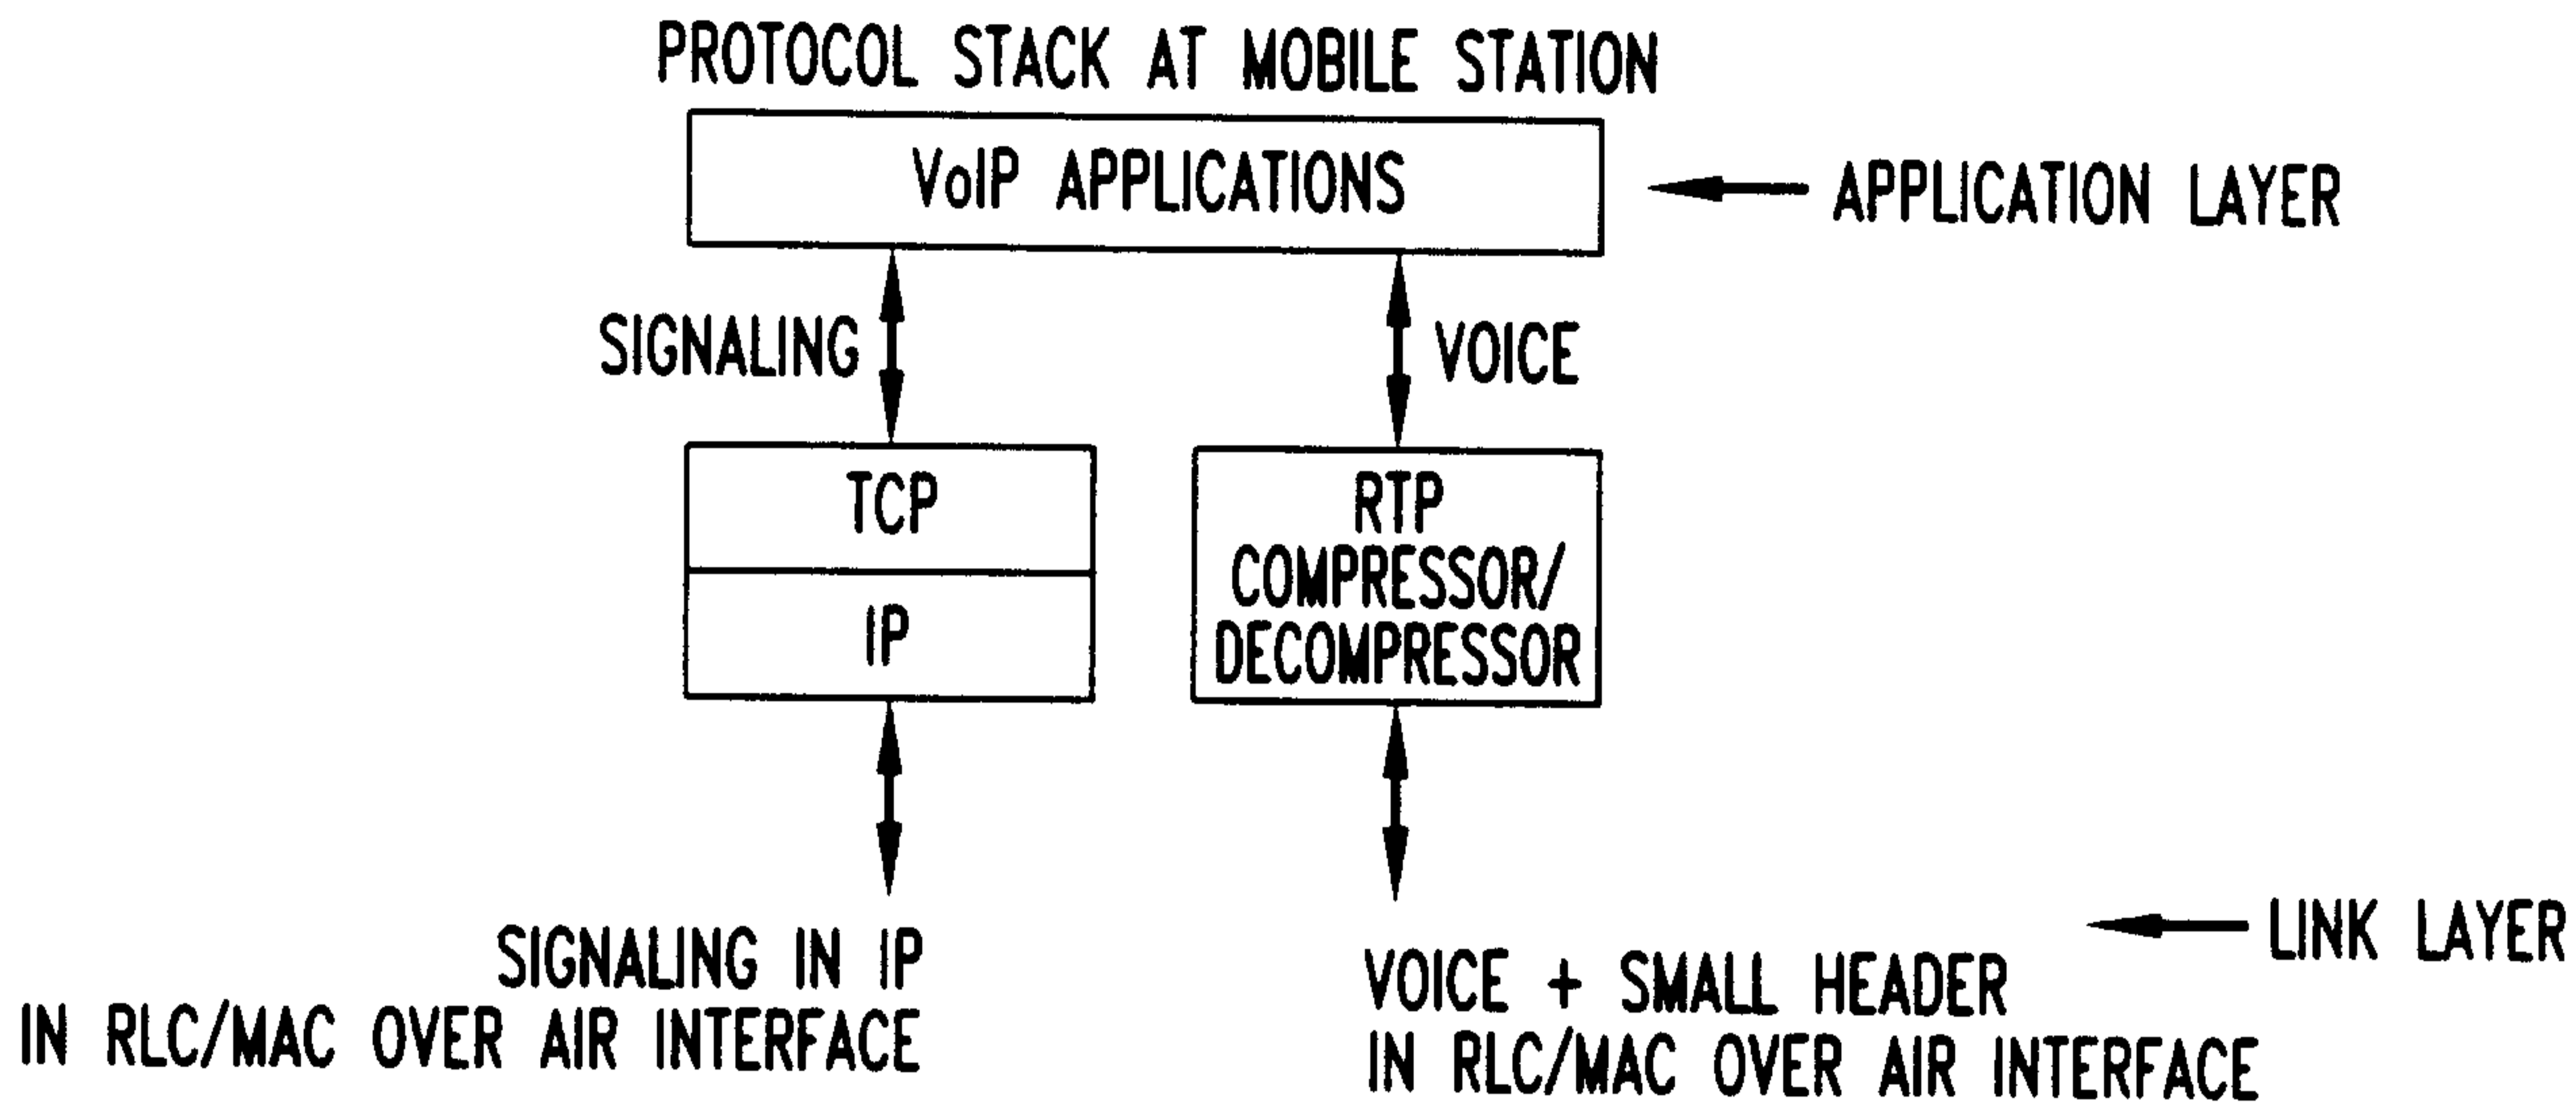 PROTOCOL STACK AT MOBILE STATION
VoIP APPLICATIONS
APPLICATION LAYER
SIGNALING
VOICE
TCP
IP
RTP
COMPRESSOR/
DECOMPRESSOR
SIGNALING IN IP
IN RLC/MAC OVER AIR INTERFACE
VOICE + SMALL HEADER
IN RLC/MAC OVER AIR INTERFACE
LINK LAYER